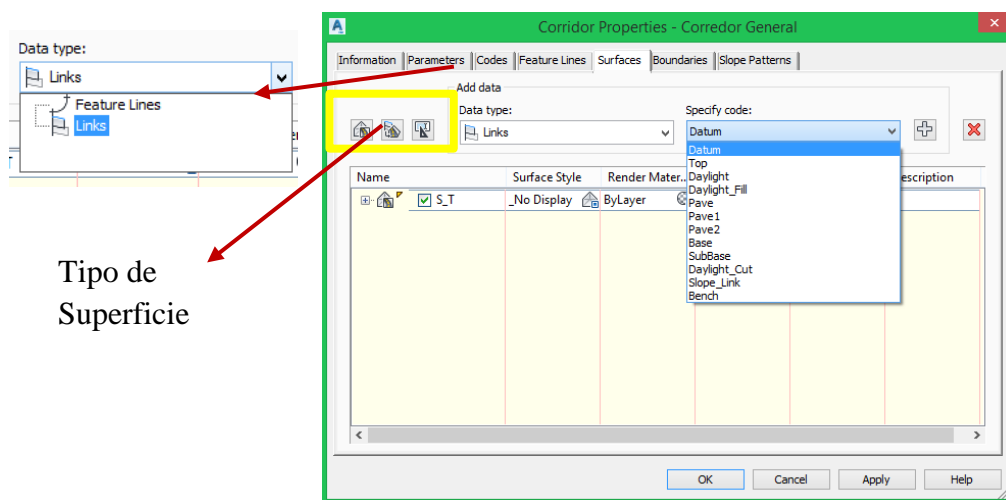 Data type:
Links
Feature Lines
Links
Tipo de
Superficie
Corridor Properties - Corredor General
Information Parameters Codes Feature Lines Surfaces Boundaries Slope Patterns
Add data
Data type: Specify code:
Links Datum
Datum
Top
Daylight
Daylight_Fill
Pave
Pave1
Pave2
Base
SubBase
Daylight_Cut
Slope_Link
Bench
Name Surface Style Render Mater... escription
S_T _No Display ByLayer
OK Cancel Apply Help